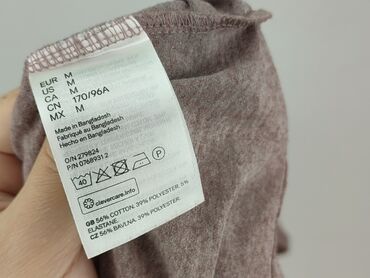 EUR M
US M
CA M
CN 170/96A
MX M
Made in Bangladesh
Fabriqué au Bangladesh
Hecho en Bangladesh
O/N 279824
P/N 0768931 2
40
P
clevercare.info
GB 56% COTTON. 39% POLYESTER. 5%
ELASTANE.
CZ 56% BAVLNA. 39% POLYESTER.